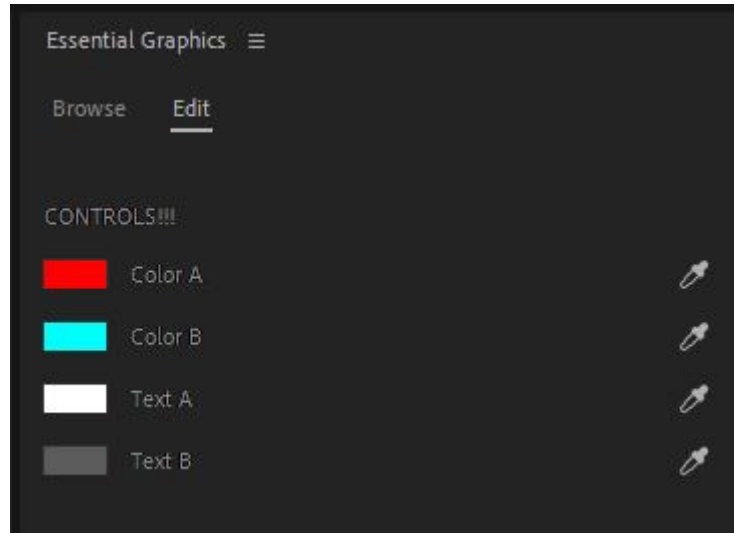 Essential Graphics
Browse Edit
CONTROLS!!!
Color A
Color B
Text A
Text B